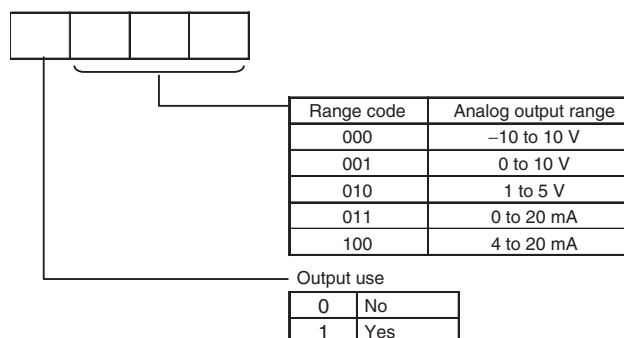 Range code Analog output range
000 −10 to 10 V
001 0 to 10 V
010 1 to 5 V
011 0 to 20 mA
100 4 to 20 mA
Output use
0 No
1 Yes